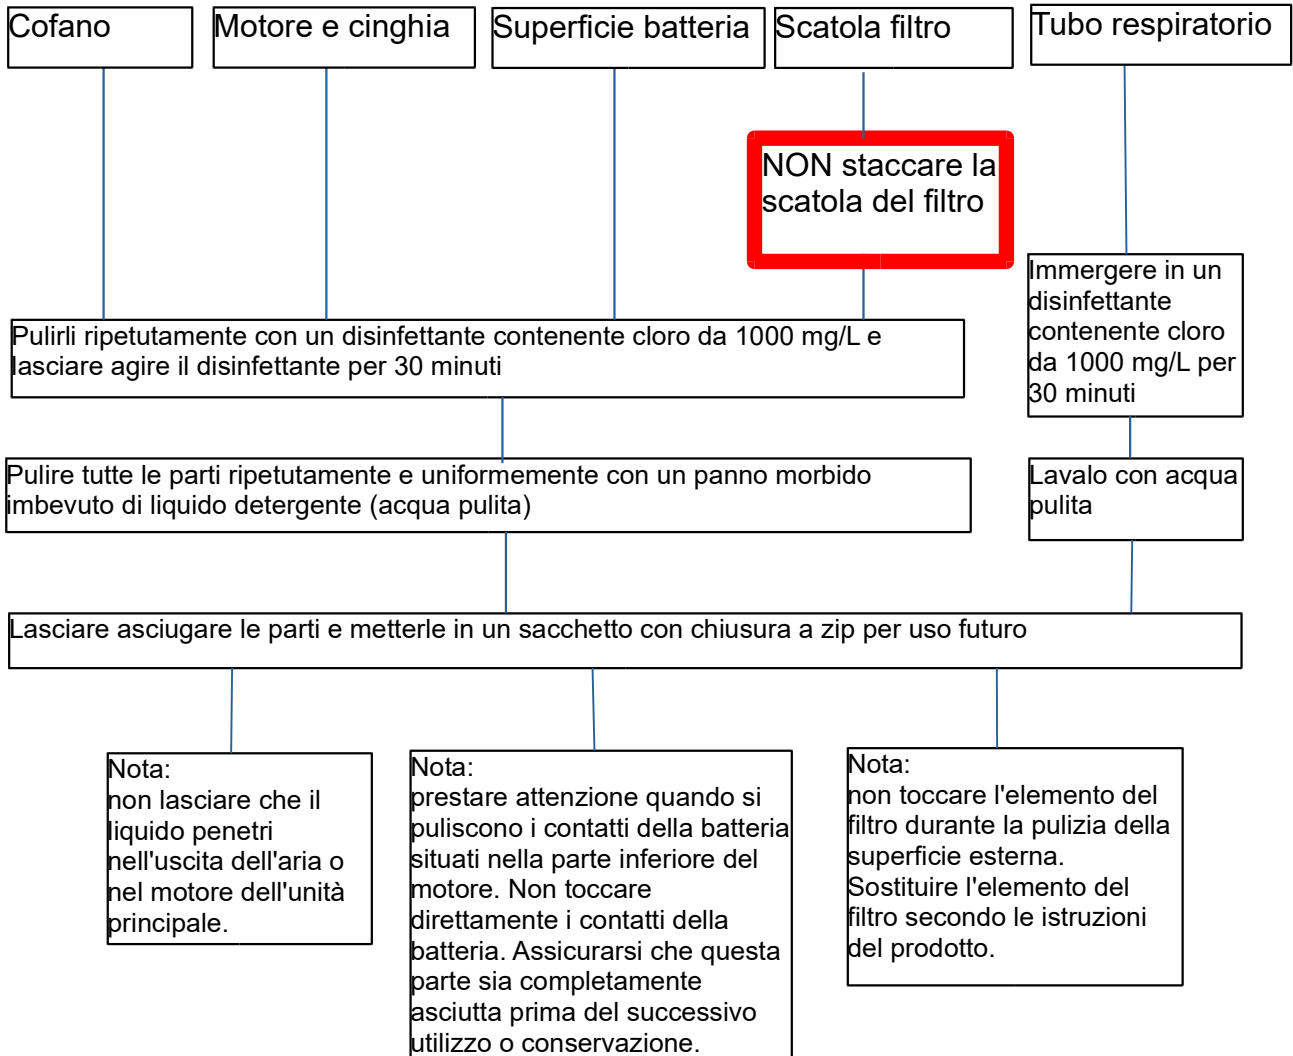 Cofano
Motore e cinghia
Superficie batteria
Scatola filtro
Tubo respiratorio
NON staccare la
scatola del filtro
Immergere in un
disinfettante
contenente cloro
da 1000 mg/L per
30 minuti
Pulirli ripetutamente con un disinfettante contenente cloro da 1000 mg/L e
lasciare agire il disinfettante per 30 minuti
Pulire tutte le parti ripetutamente e uniformemente con un panno morbido
imbevuto di liquido detergente (acqua pulita)
Lavalo con acqua
pulita
Lasciare asciugare le parti e metterle in un sacchetto con chiusura a zip per uso futuro
Nota:
non lasciare che il
liquido penetri
nell'uscita dell'aria o
nel motore dell'unità
principale.
Nota:
prestare attenzione quando si
puliscono i contatti della batteria
situati nella parte inferiore del
motore. Non toccare
direttamente i contatti della
batteria. Assicurarsi che questa
parte sia completamente
asciutta prima del successivo
utilizzo o conservazione.
Nota:
non toccare l'elemento del
filtro durante la pulizia della
superficie esterna.
Sostituire l'elemento del
filtro secondo le istruzioni
del prodotto.